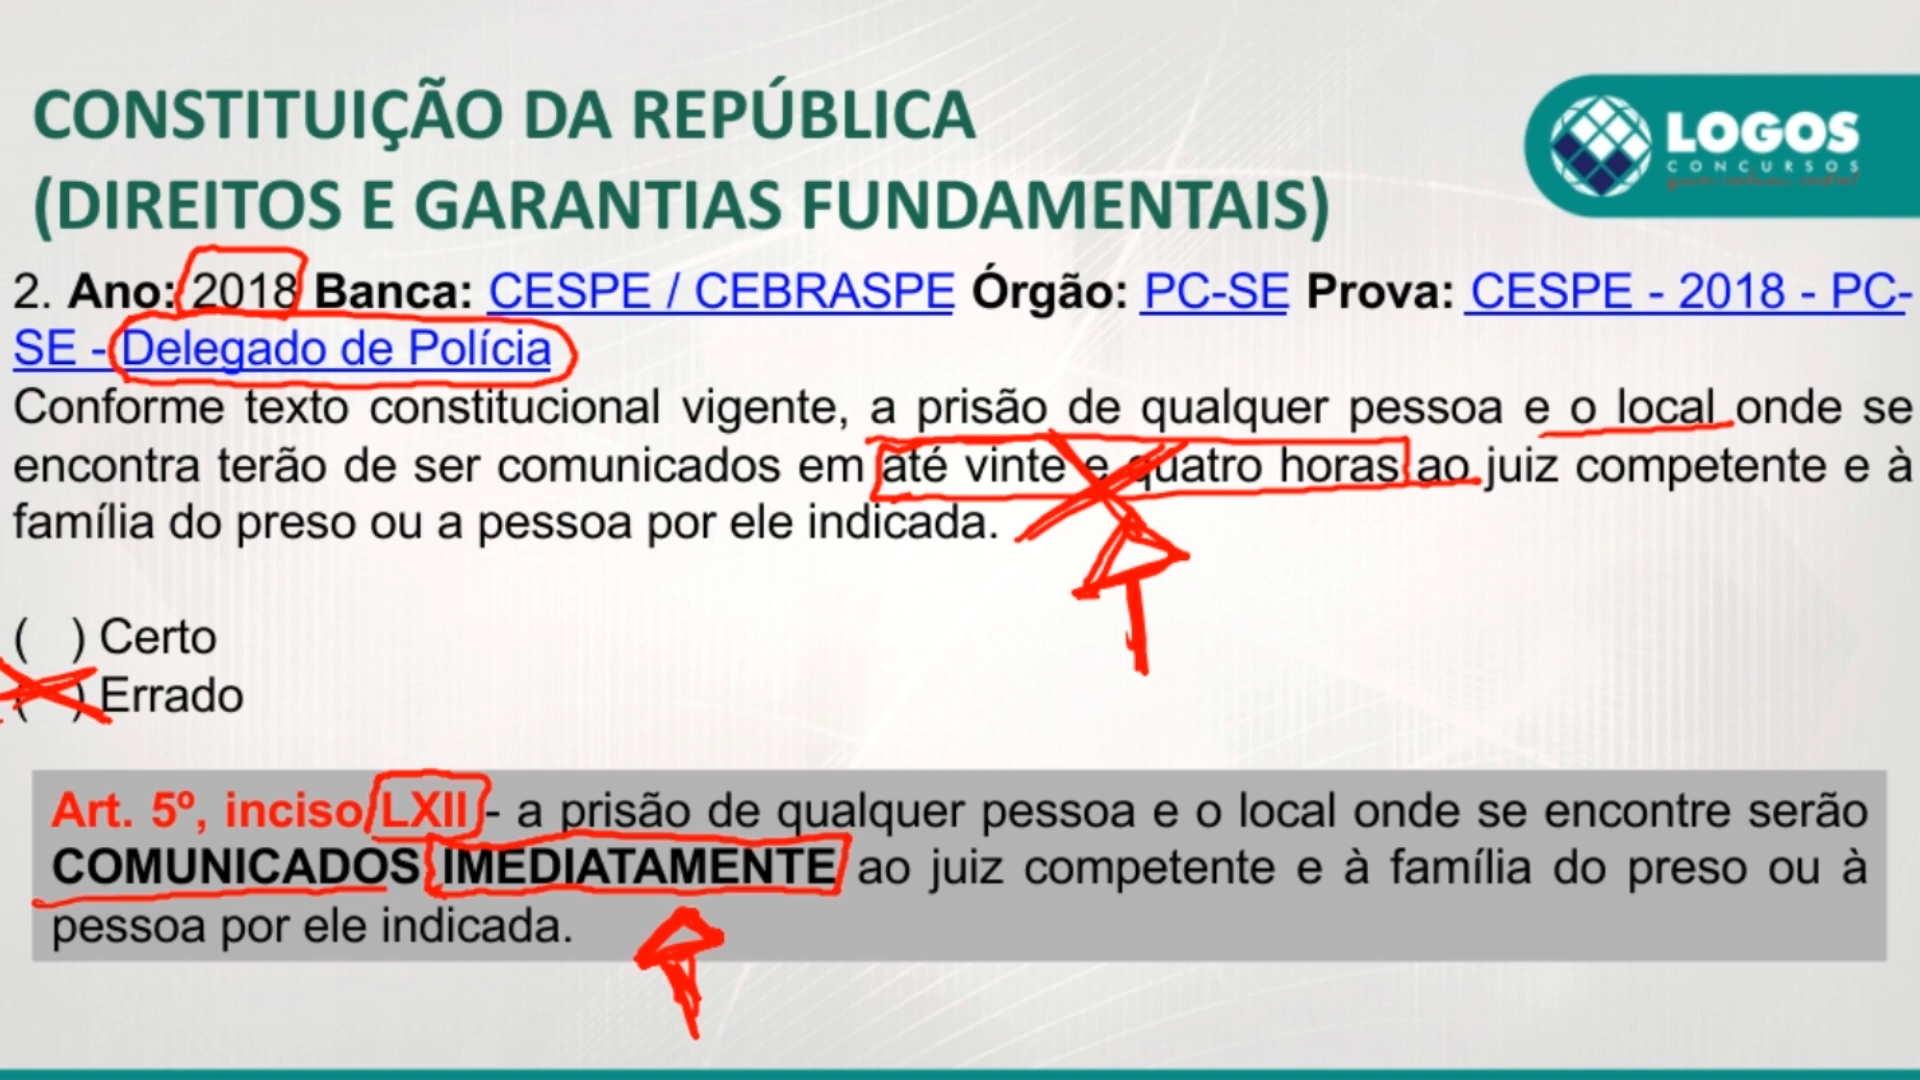 CONSTITUIÇÃO DA REPÚBLICA
(DIREITOS E GARANTIAS FUNDAMENTAIS)
LOGOS
CONCURSOS
2. Ano: 2018 Banca: CESPE / CEBRASPE Órgão: PC-SE Prova: CESPE - 2018 - PC-
SE - Delegado de Polícia
Conforme texto constitucional vigente, a prisão de qualquer pessoa e o local onde se
encontra terão de ser comunicados em até vinte e quatro horas ao juiz competente e à
família do preso ou a pessoa por ele indicada.
( ) Certo
( ) Errado
Art. 5º, inciso LXII - a prisão de qualquer pessoa e o local onde se encontre serão
COMUNICADOS IMEDIATAMENTE ao juiz competente e à família do preso ou à
pessoa por ele indicada.